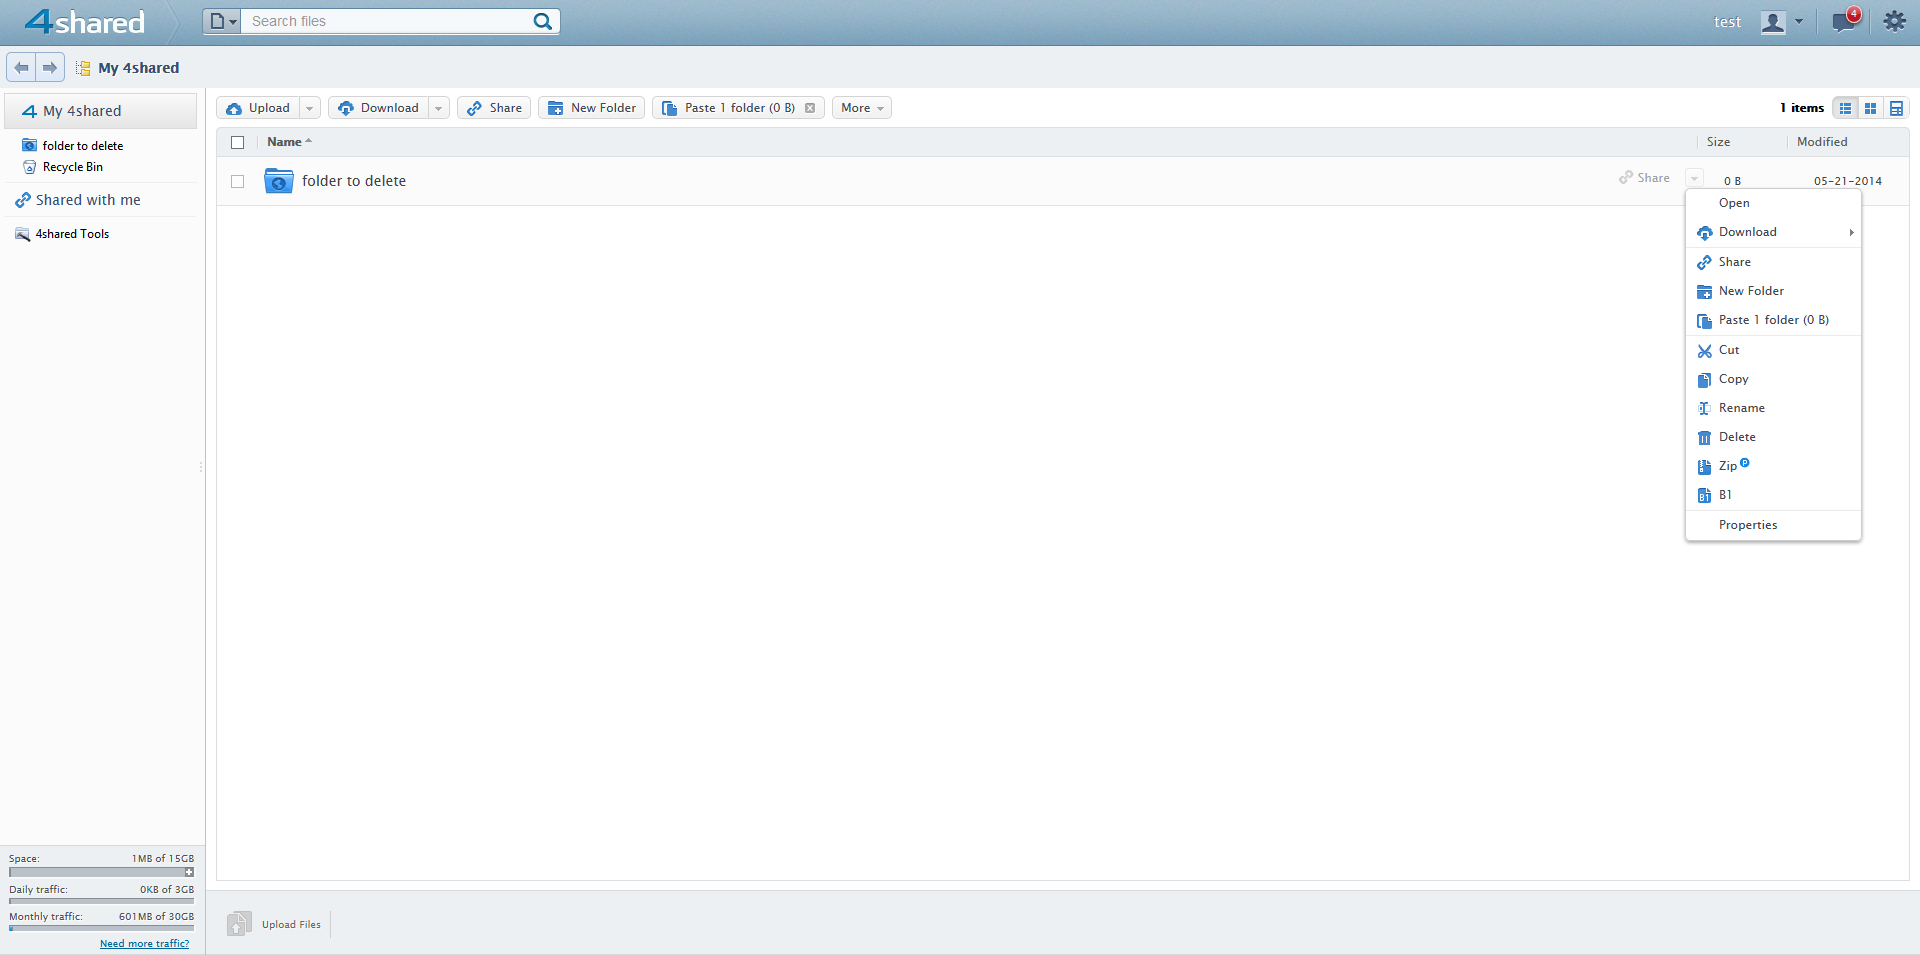 4shared
Search files
test
4
My 4shared
4 My 4shared
folder to delete
Recycle Bin
Shared with me
4shared Tools
Upload
Download
Share
New Folder
Paste 1 folder (0 B)
More
1 items
Name
Size
Modified
folder to delete
Share
0 B
05-21-2014
Open
Download
Share
New Folder
Paste 1 folder (0 B)
Cut
Copy
Rename
Delete
Zip P
B1 B1
Properties
Space: 1MB of 15GB
Daily traffic: 0KB of 3GB
Monthly traffic: 601MB of 30GB
Need more traffic?
Upload Files